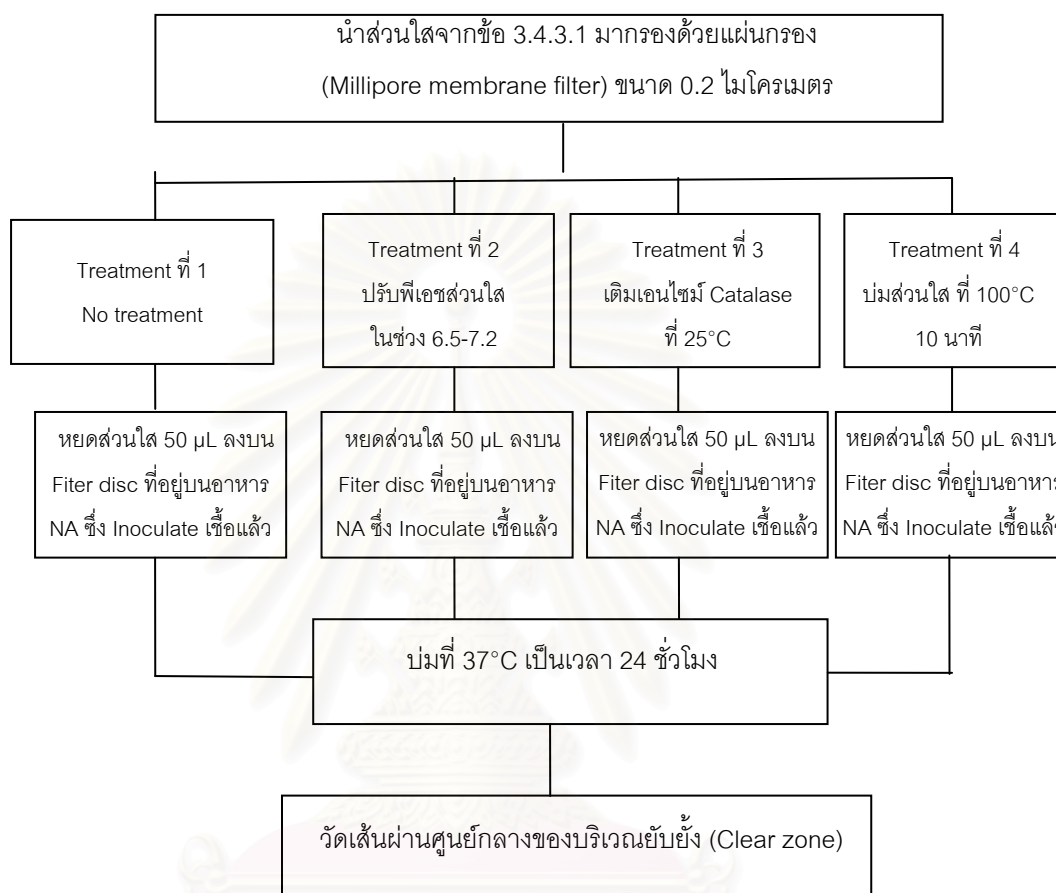 นำส่วนใสจากข้อ 3.4.3.1 มากรองด้วยแผ่นกรอง
(Millipore membrane filter) ขนาด 0.2 ไมโครเมตร
Treatment ที่ 1
No treatment
Treatment ที่ 2
ปรับพีเอชส่วนใส
ในช่วง 6.5-7.2
Treatment ที่ 3
เติมเอนไซม์ Catalase
ที่ 25°C
Treatment ที่ 4
บ่มส่วนใส ที่ 100°C
10 นาที
หยดส่วนใส 50 µL ลงบน
Fiter disc ที่อยู่บนอาหาร
NA ซึ่ง Inoculate เชื้อแล้ว
หยดส่วนใส 50 µL ลงบน
Fiter disc ที่อยู่บนอาหาร
NA ซึ่ง Inoculate เชื้อแล้ว
หยดส่วนใส 50 µL ลงบน
Fiter disc ที่อยู่บนอาหาร
NA ซึ่ง Inoculate เชื้อแล้ว
หยดส่วนใส 50 µL ลงบน
Fiter disc ที่อยู่บนอาหาร
NA ซึ่ง Inoculate เชื้อแล้ว
บ่มที่ 37°C เป็นเวลา 24 ชั่วโมง
วัดเส้นผ่านศูนย์กลางของบริเวณยับยั้ง (Clear zone)